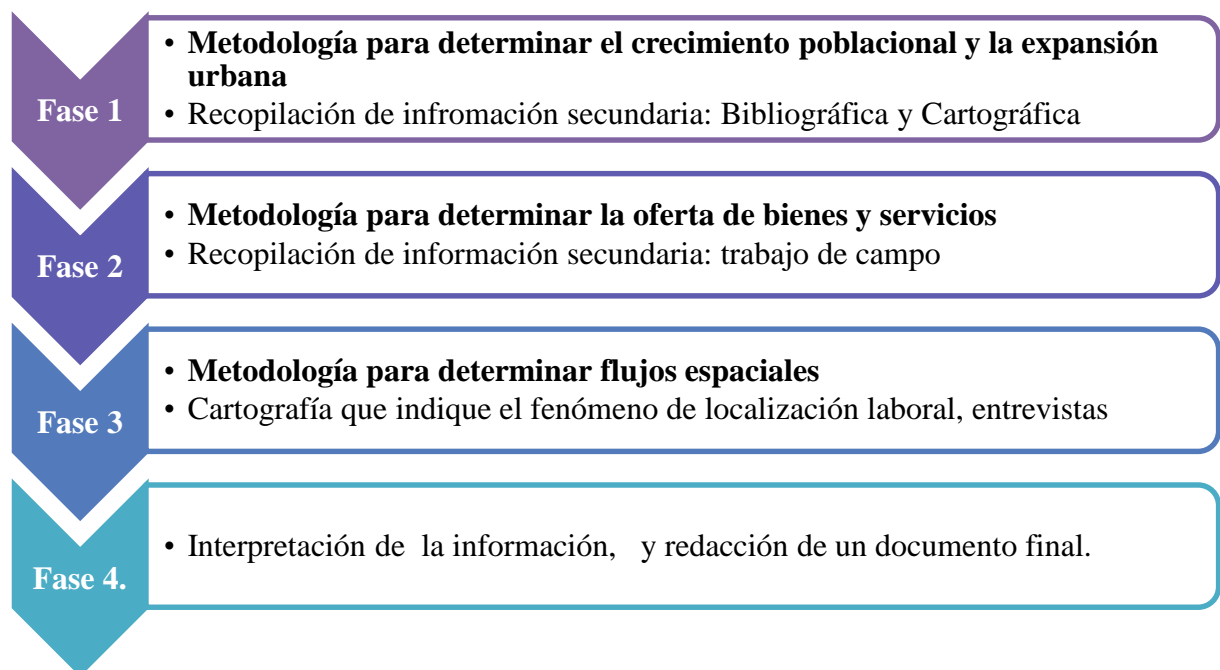 Fase 1
• Metodología para determinar el crecimiento poblacional y la expansión
urbana
• Recopilación de infromación secundaria: Bibliográfica y Cartográfica
Fase 2
• Metodología para determinar la oferta de bienes y servicios
• Recopilación de información secundaria: trabajo de campo
Fase 3
• Metodología para determinar flujos espaciales
• Cartografía que indique el fenómeno de localización laboral, entrevistas
Fase 4.
• Interpretación de la información, y redacción de un documento final.